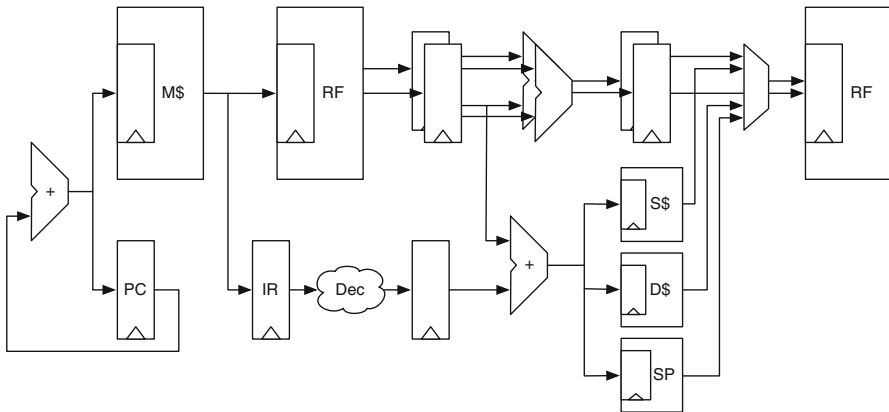 M$
RF
RF
+
S$
PC
IR
Dec
+
D$
SP